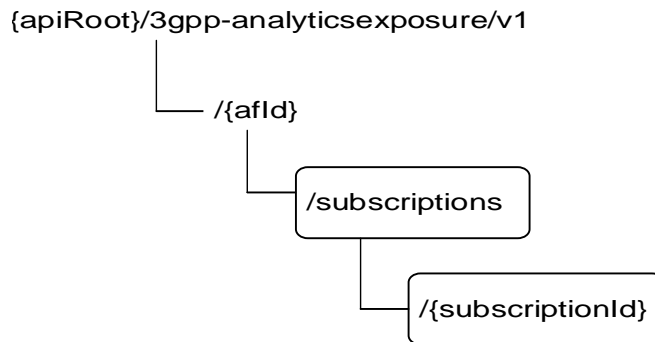 {apiRoot}/3gpp-analyticsexposure/v1
/{afId}
/subscriptions
/{subscriptionId}